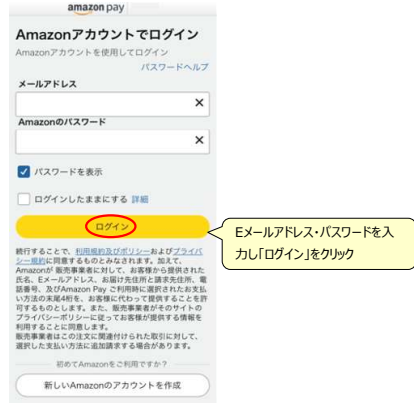 amazon pay
Amazonアカウントでログイン
Amazonアカウントを使用してログイン
パスワードヘルプ
メールアドレス
Amazonのパスワード
パスワードを表示
ログインしたままにする 詳細
ログイン
Eメールアドレス・パスワードを入
力し「ログイン」をクリック
続行することで、利用規約及びポリシーおよびプライバ
シー規約に同意するものとみなされます。加えて、
Amazonが 販売事業者に対して、お客様から提供された
氏名、Eメールアドレス、お届け先住所と請求先住所、電
話番号、及びAmazon Pay ご利用時に選択されたお支払
い方法の末尾4桁を、お客様に代わって提供することを許
可するものとします。また、販売事業者がそのサイトの
プライバシーポリシーに従ってお客様が提供する情報を
利用することに同意します。
販売事業者はこの注文に関連付けられた取引に対して、
選択した支払い方法に追加請求する場合があります。
初めてAmazonをご利用ですか？
新しいAmazonのアカウントを作成